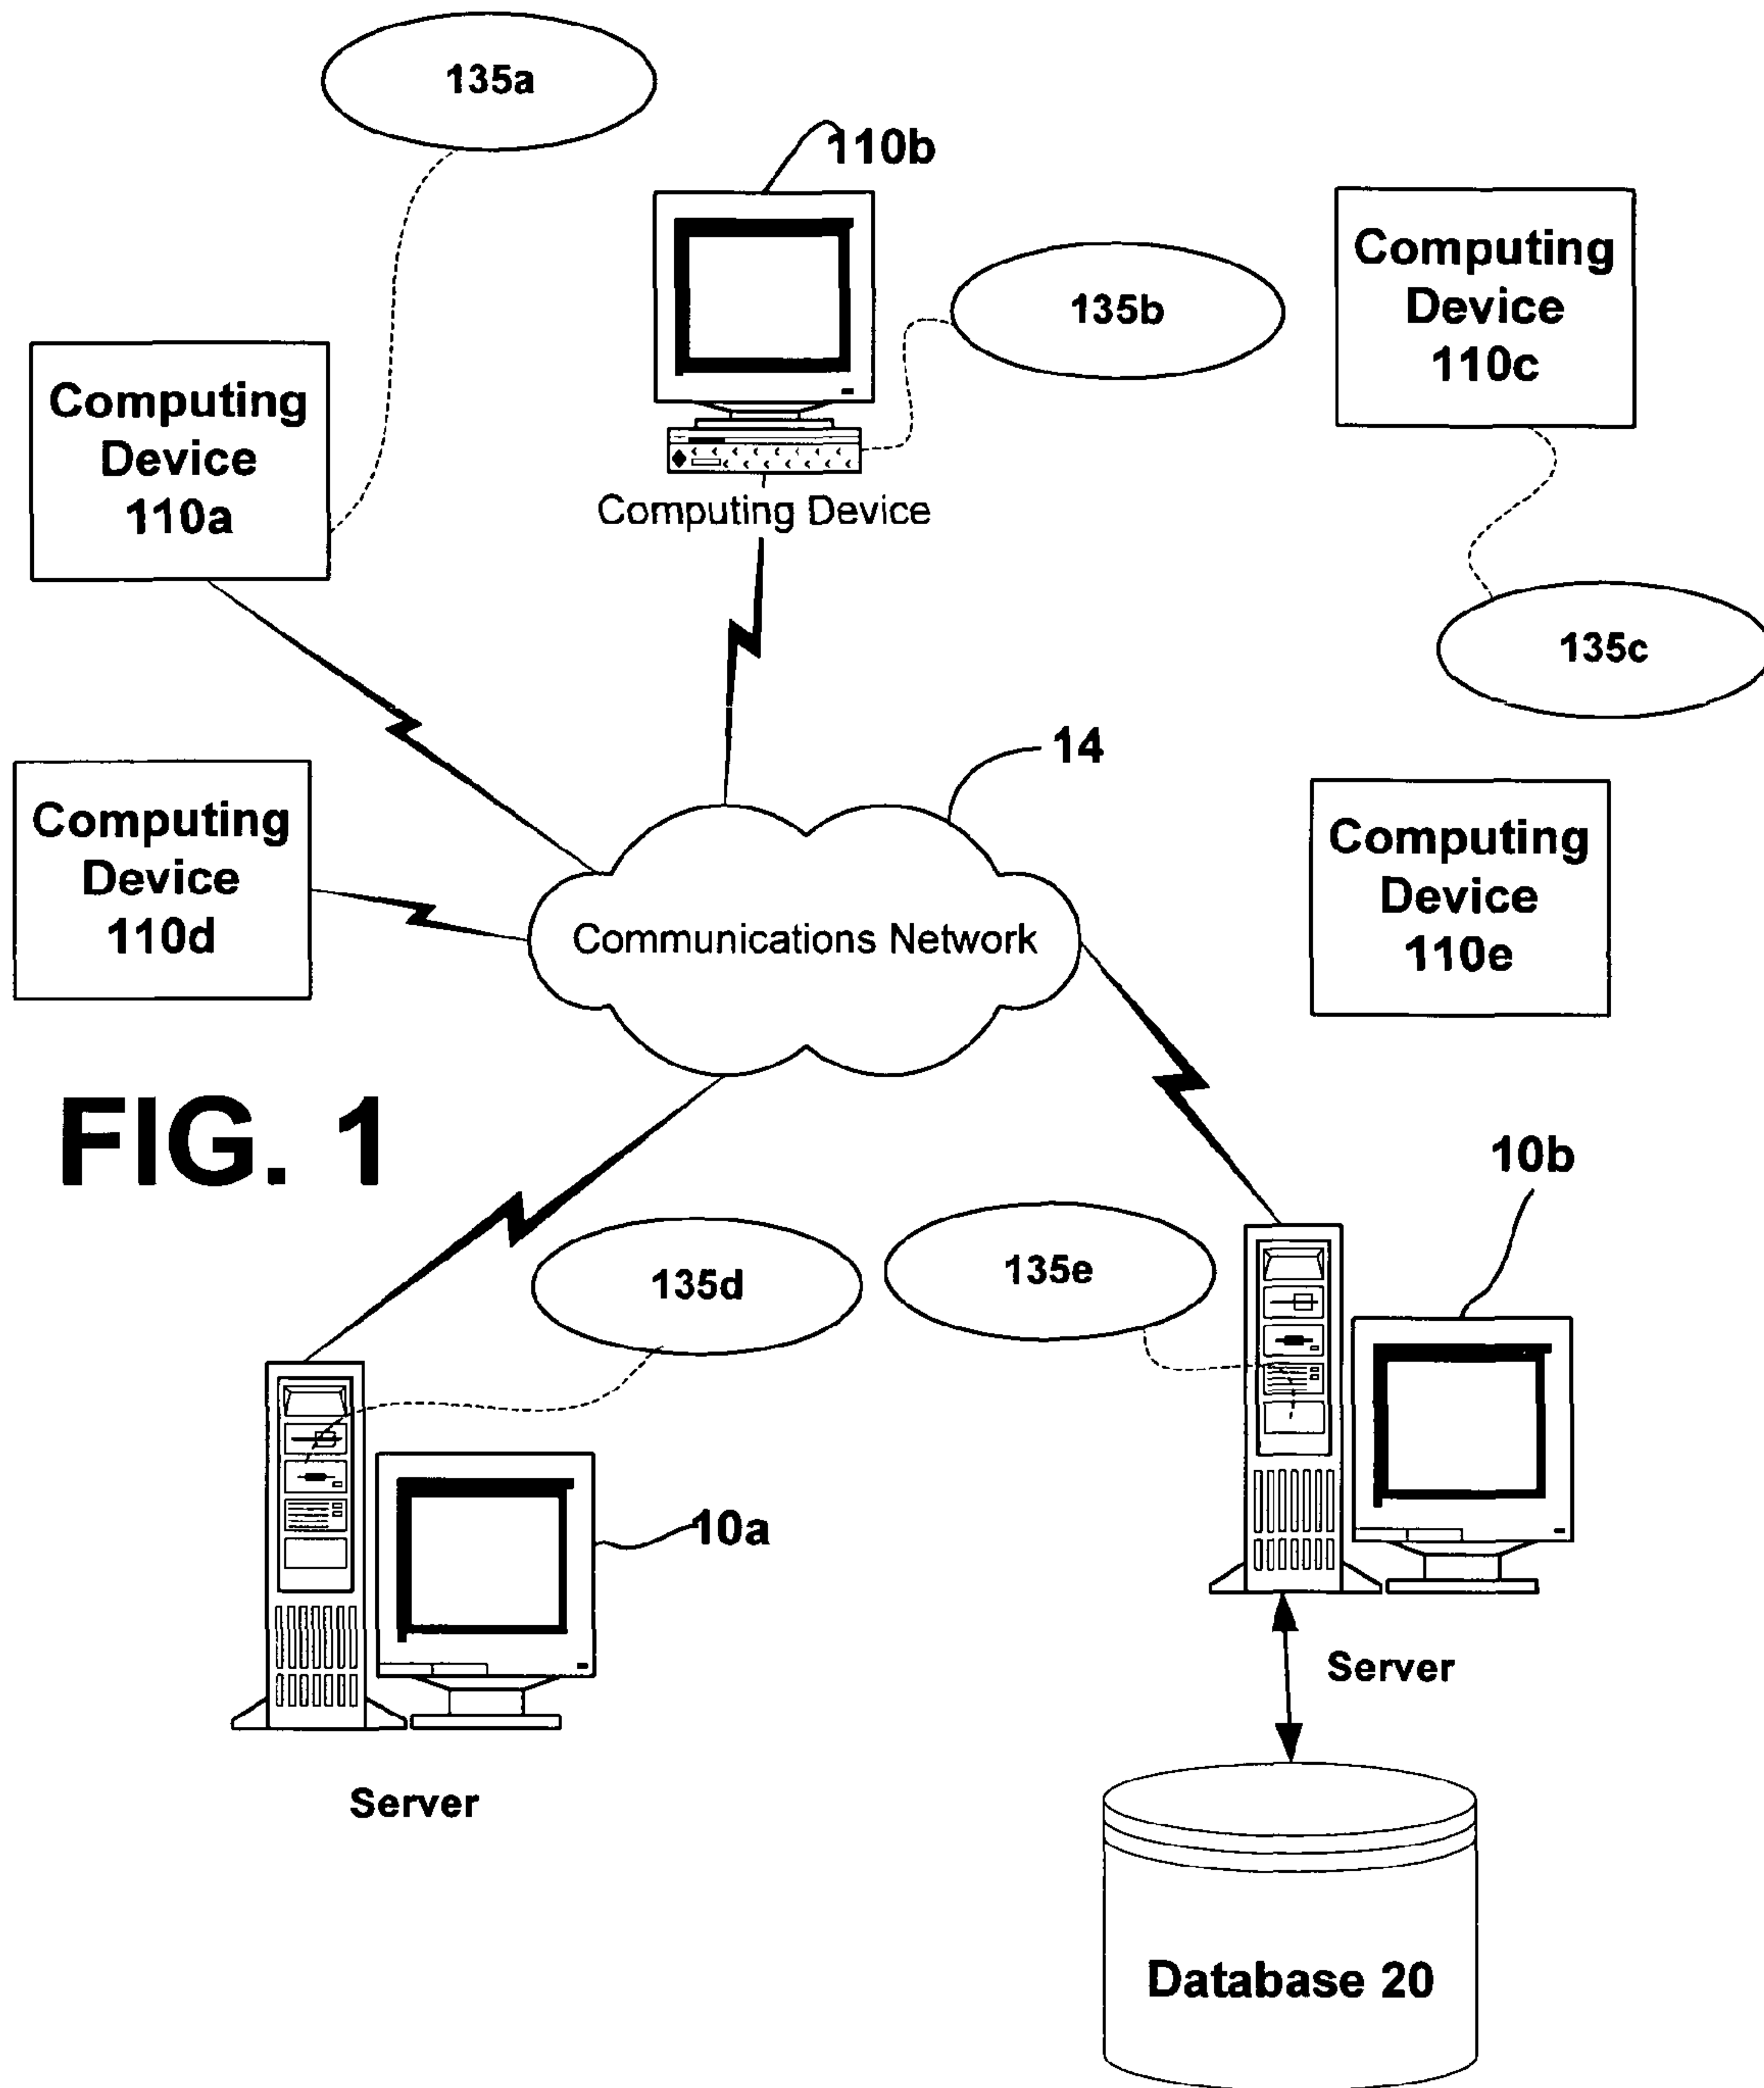 135a
110b
Computing
Device
110c
135b
Computing
Device
110a
Computing Device
135c
14
Computing
Device
110d
Computing
Device
110e
Communications Network
FIG. 1
10b
135d
135e
10a
Server
Server
Database 20